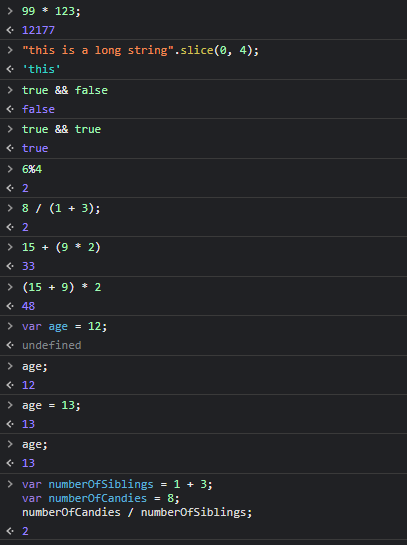 99 * 123;
12177
"this is a long string".slice(0, 4);
'this'
true && false
false
true && true
true
6%4
2
8 / (1 + 3);
2
15 + (9 * 2)
33
(15 + 9) * 2
48
var age = 12;
undefined
age;
12
age = 13;
13
age;
13
var numberOfSiblings = 1 + 3;
var numberOfCandies = 8;
numberOfCandies / numberOfSiblings;
2